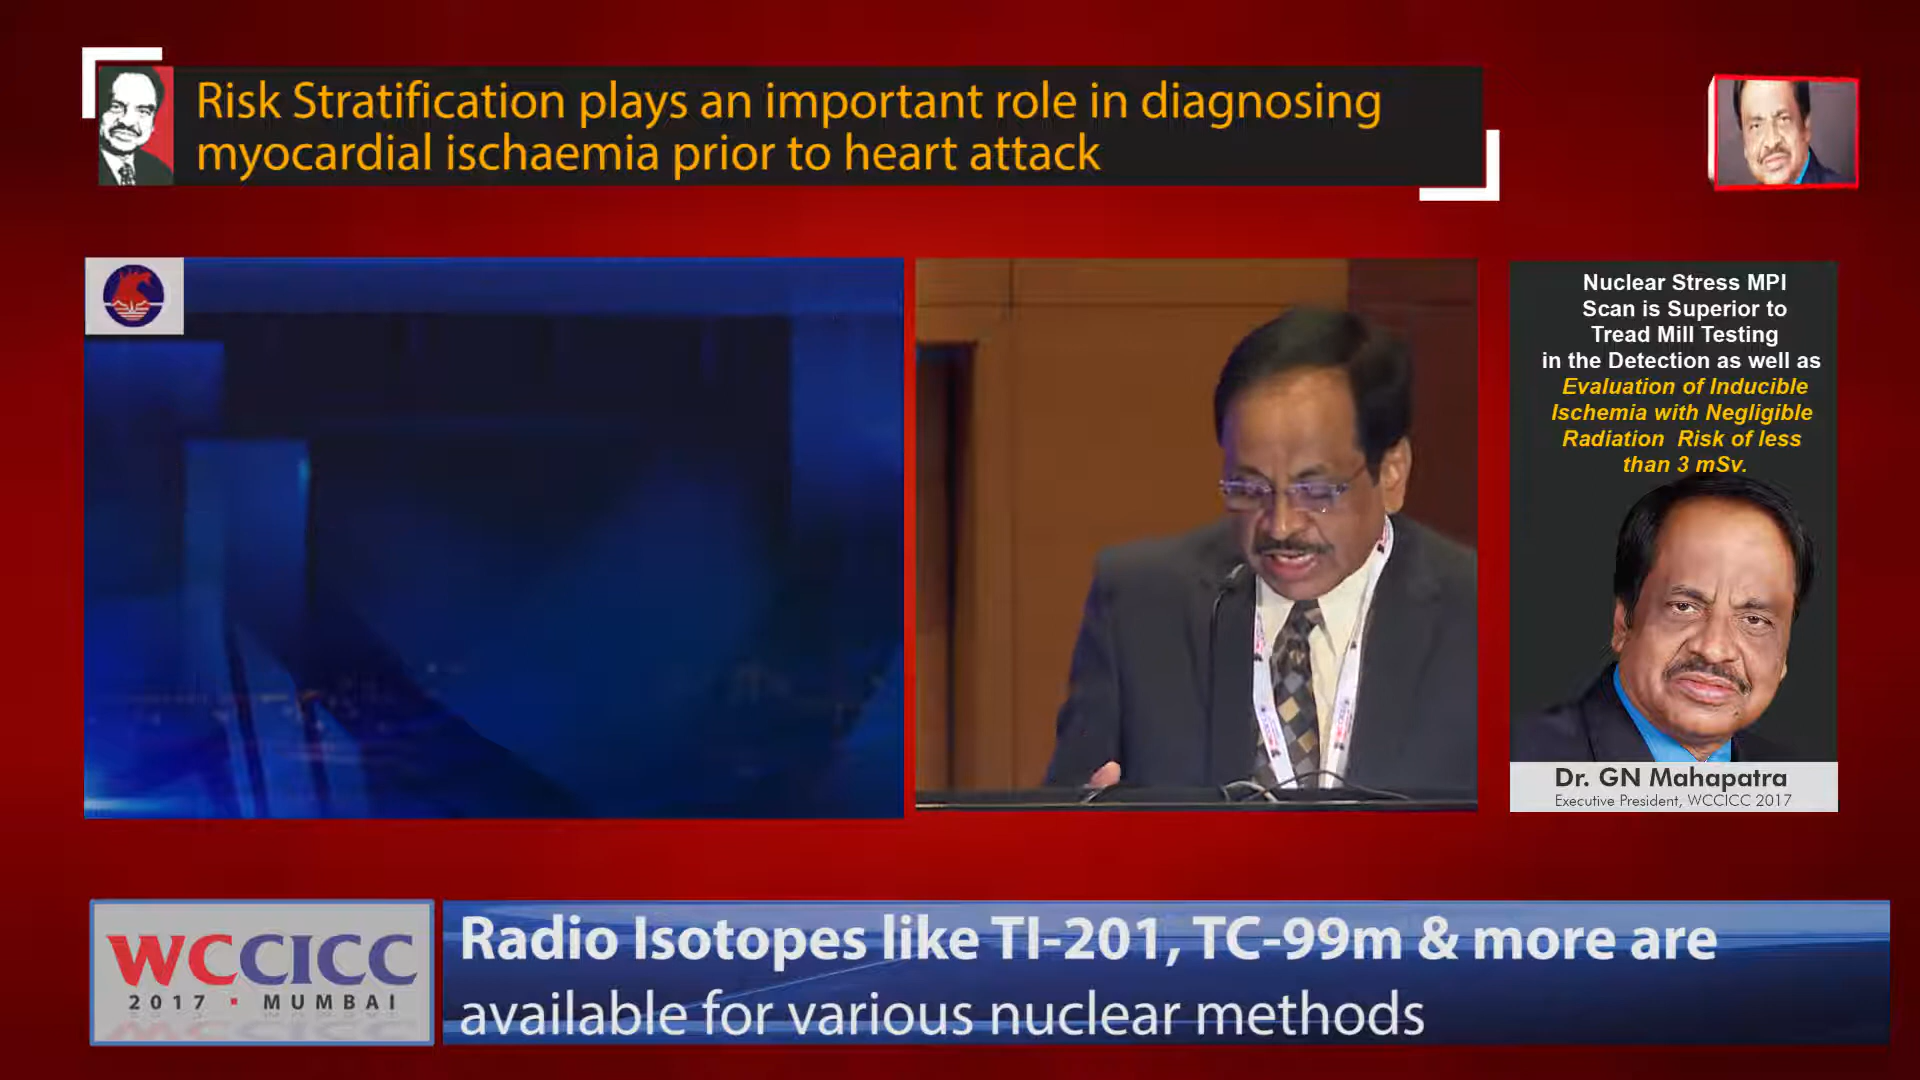 Risk Stratification plays an important role in diagnosing
myocardial ischaemia prior to heart attack
Nuclear Stress MPI
Scan is Superior to
Tread Mill Testing
in the Detection as well as
Evaluation of Inducible
Ischemia with Negligible
Radiation Risk of less
than 3 mSv.
Dr. GN Mahapatra
Executive President, WCCICC 2017
WCCICC
2017 • MUMBAI
Radio Isotopes like TI-201, TC-99m & more are
available for various nuclear methods